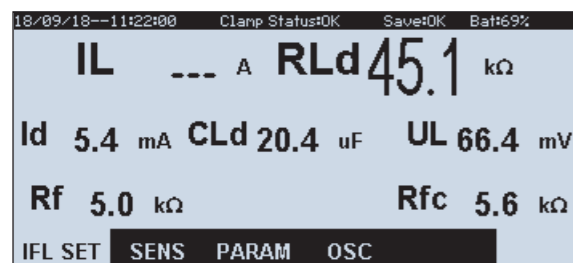 18/09/18--11:22:00 Clamp Status:OK Save:OK Bat:69%
IL --- A RLd 45.1 kΩ
Id 5.4 mA CLd 20.4 uF UL 66.4 mV
Rf 5.0 kΩ Rfc 5.6 kΩ
IFL SET SENS PARAM OSC